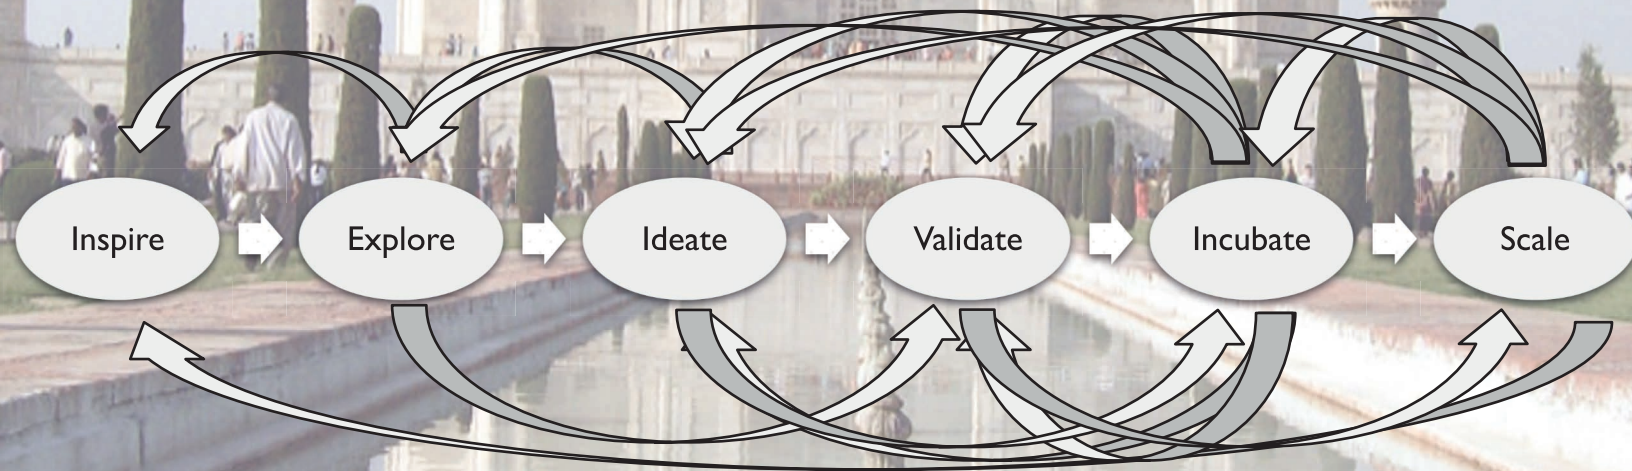 Inspire
Explore
Ideate
Validate
Incubate
Scale